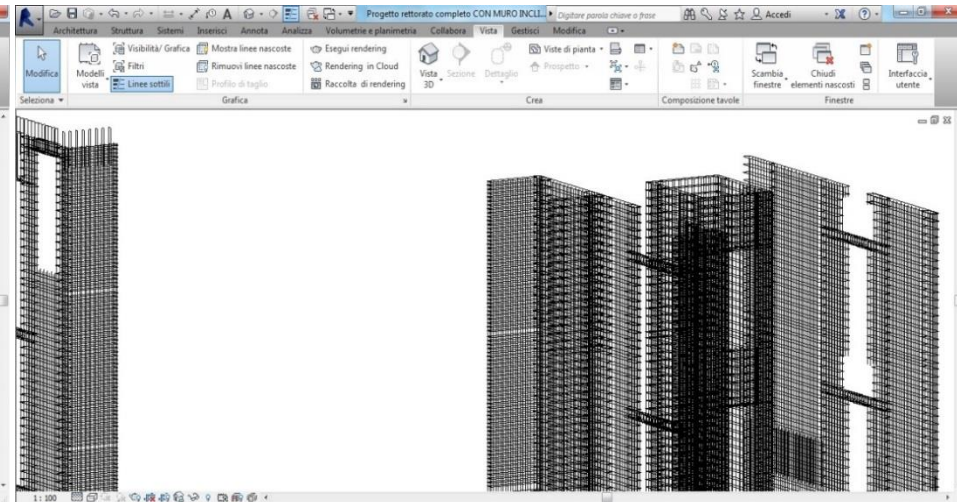 Progetto rettorato completo CON MURO INCLI... Digitare parola chiave o frase Accedi
Architettura Struttura Sistemi Inserisci Annota Analizza Volumetrie e planimetria Collabora Vista Gestisci Modifica
Modifica
Modelli vista
Visibilità/ Grafica
Filtri
Linee sottili
Mostra linee nascoste
Rimuovi linee nascoste
Profilo di taglio
Esegui rendering
Rendering in Cloud
Raccolta di rendering
Vista 3D
Sezione
Dettaglio
Viste di pianta
Prospetto
Scambia finestre
Chiudi elementi nascosti
Interfaccia utente
Seleziona Grafica Crea Composizione tavole Finestre
1 : 100